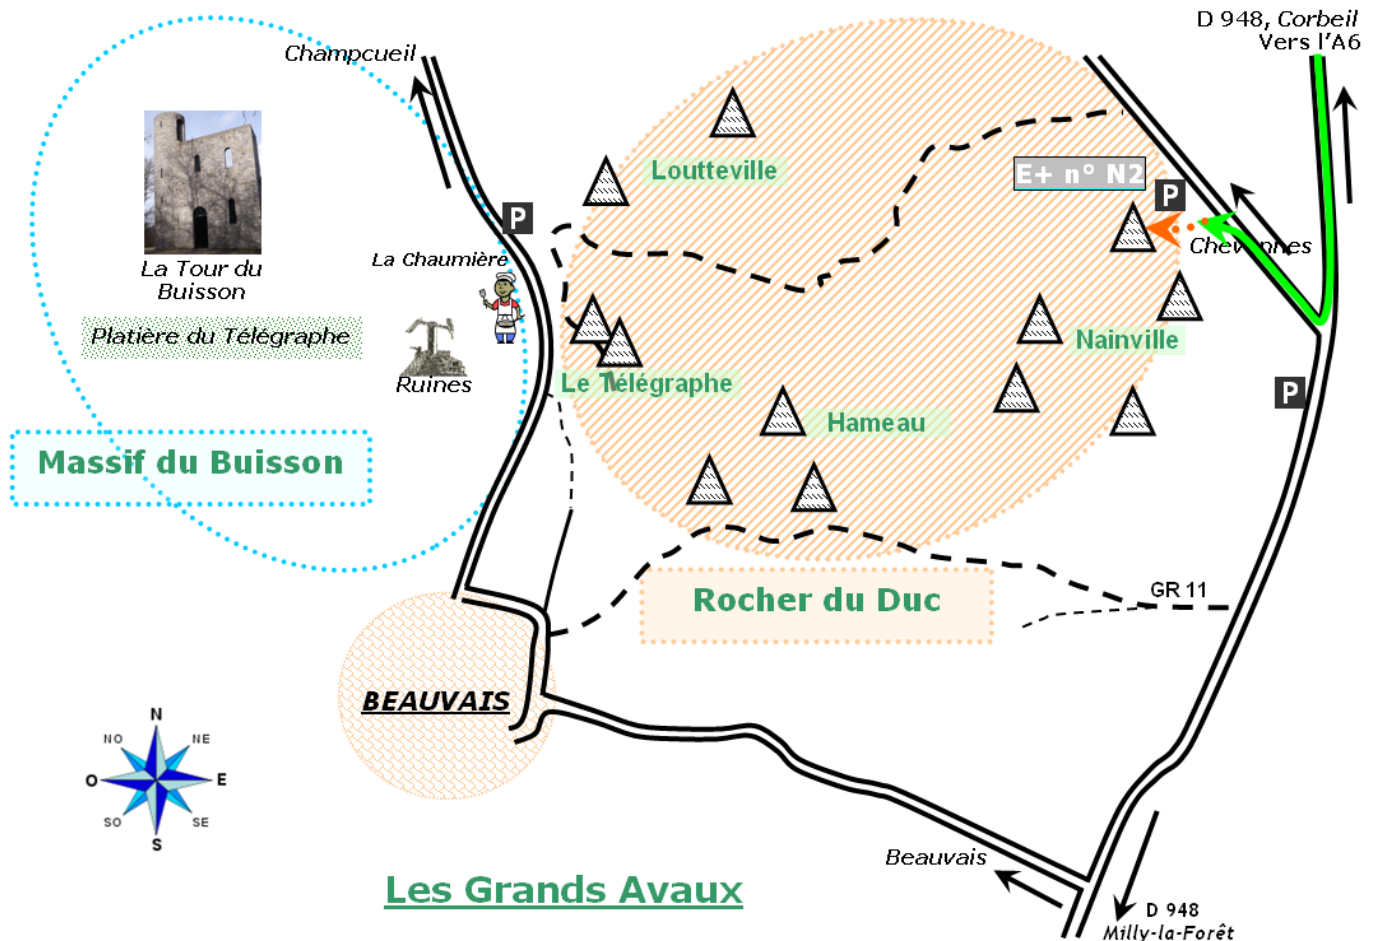 D 948, Corbeil
Vers l'A6
Champcueil
Loutteville
E+ n° N2
P
P
La Chaumière
Chevannes
La Tour du
Buisson
Platière du Télégraphe
Ruines
Nainville
Le Télégraphe
P
Hameau
Massif du Buisson
GR 11
Rocher du Duc
BEAUVAIS
N
NO
NE
O
E
SO
SE
S
Beauvais
Les Grands Avaux
D 948
Milly-la-Forêt